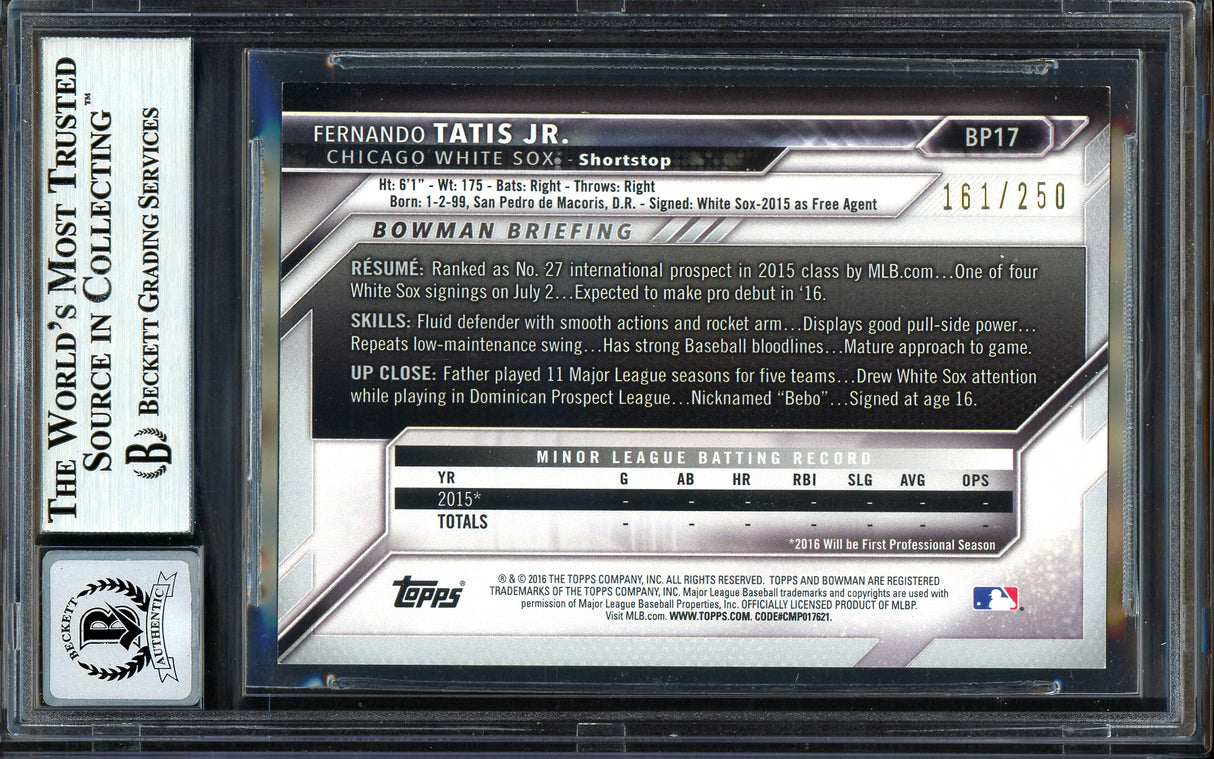 THE WORLD'S MOST TRUSTED
SOURCE IN COLLECTING™
B BECKETT GRADING SERVICES
BECKETT
B
AUTHENTIC
FERNANDO TATIS JR.
BP17
CHICAGO WHITE SOX - Shortstop
Ht: 6'1" - Wt: 175 - Bats: Right - Throws: Right
Born: 1-2-99, San Pedro de Macoris, D.R. - Signed: White Sox-2015 as Free Agent
161/250
BOWMAN BRIEFING
RÉSUMÉ: Ranked as No. 27 international prospect in 2015 class by MLB.com...One of four
White Sox signings on July 2...Expected to make pro debut in '16.
SKILLS: Fluid defender with smooth actions and rocket arm...Displays good pull-side power...
Repeats low-maintenance swing...Has strong Baseball bloodlines...Mature approach to game.
UP CLOSE: Father played 11 Major League seasons for five teams...Drew White Sox attention
while playing in Dominican Prospect League...Nicknamed "Bebo"...Signed at age 16.
MINOR LEAGUE BATTING RECORD
YR G AB HR RBI SLG AVG OPS
2015* - - - - - - -
TOTALS - - - - - - -
*2016 Will be First Professional Season
topps®
® & © 2016 THE TOPPS COMPANY, INC. ALL RIGHTS RESERVED. TOPPS AND BOWMAN ARE REGISTERED
TRADEMARKS OF THE TOPPS COMPANY, INC. Major League Baseball trademarks and copyrights are used with
permission of Major League Baseball Properties, Inc. OFFICIALLY LICENSED PRODUCT OF MLBP.
Visit MLB.com. WWW.TOPPS.COM. CODE#CMP017621.